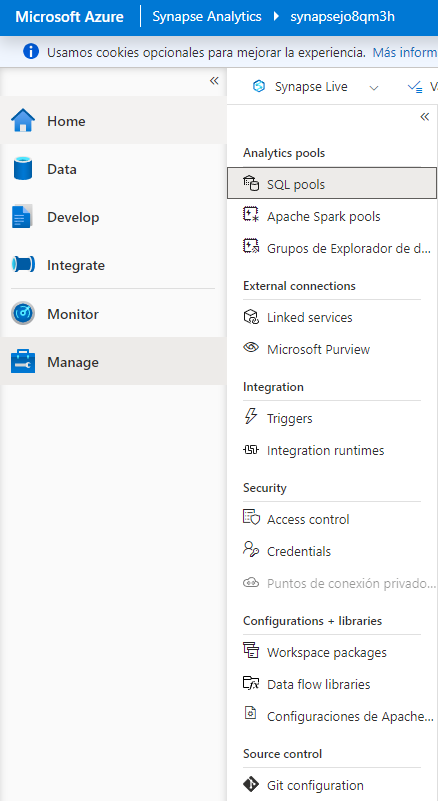 Microsoft Azure Synapse Analytics synapsejo8qm3h
Usamos cookies opcionales para mejorar la experiencia. Más inform
«
Synapse Live
«
Home
Data
Develop
Integrate
Monitor
Manage
Analytics pools
SQL pools
Apache Spark pools
Grupos de Explorador de d...
External connections
Linked services
Microsoft Purview
Integration
Triggers
Integration runtimes
Security
Access control
Credentials
Puntos de conexión privado...
Configurations + libraries
Workspace packages
Data flow libraries
Configuraciones de Apache...
Source control
Git configuration